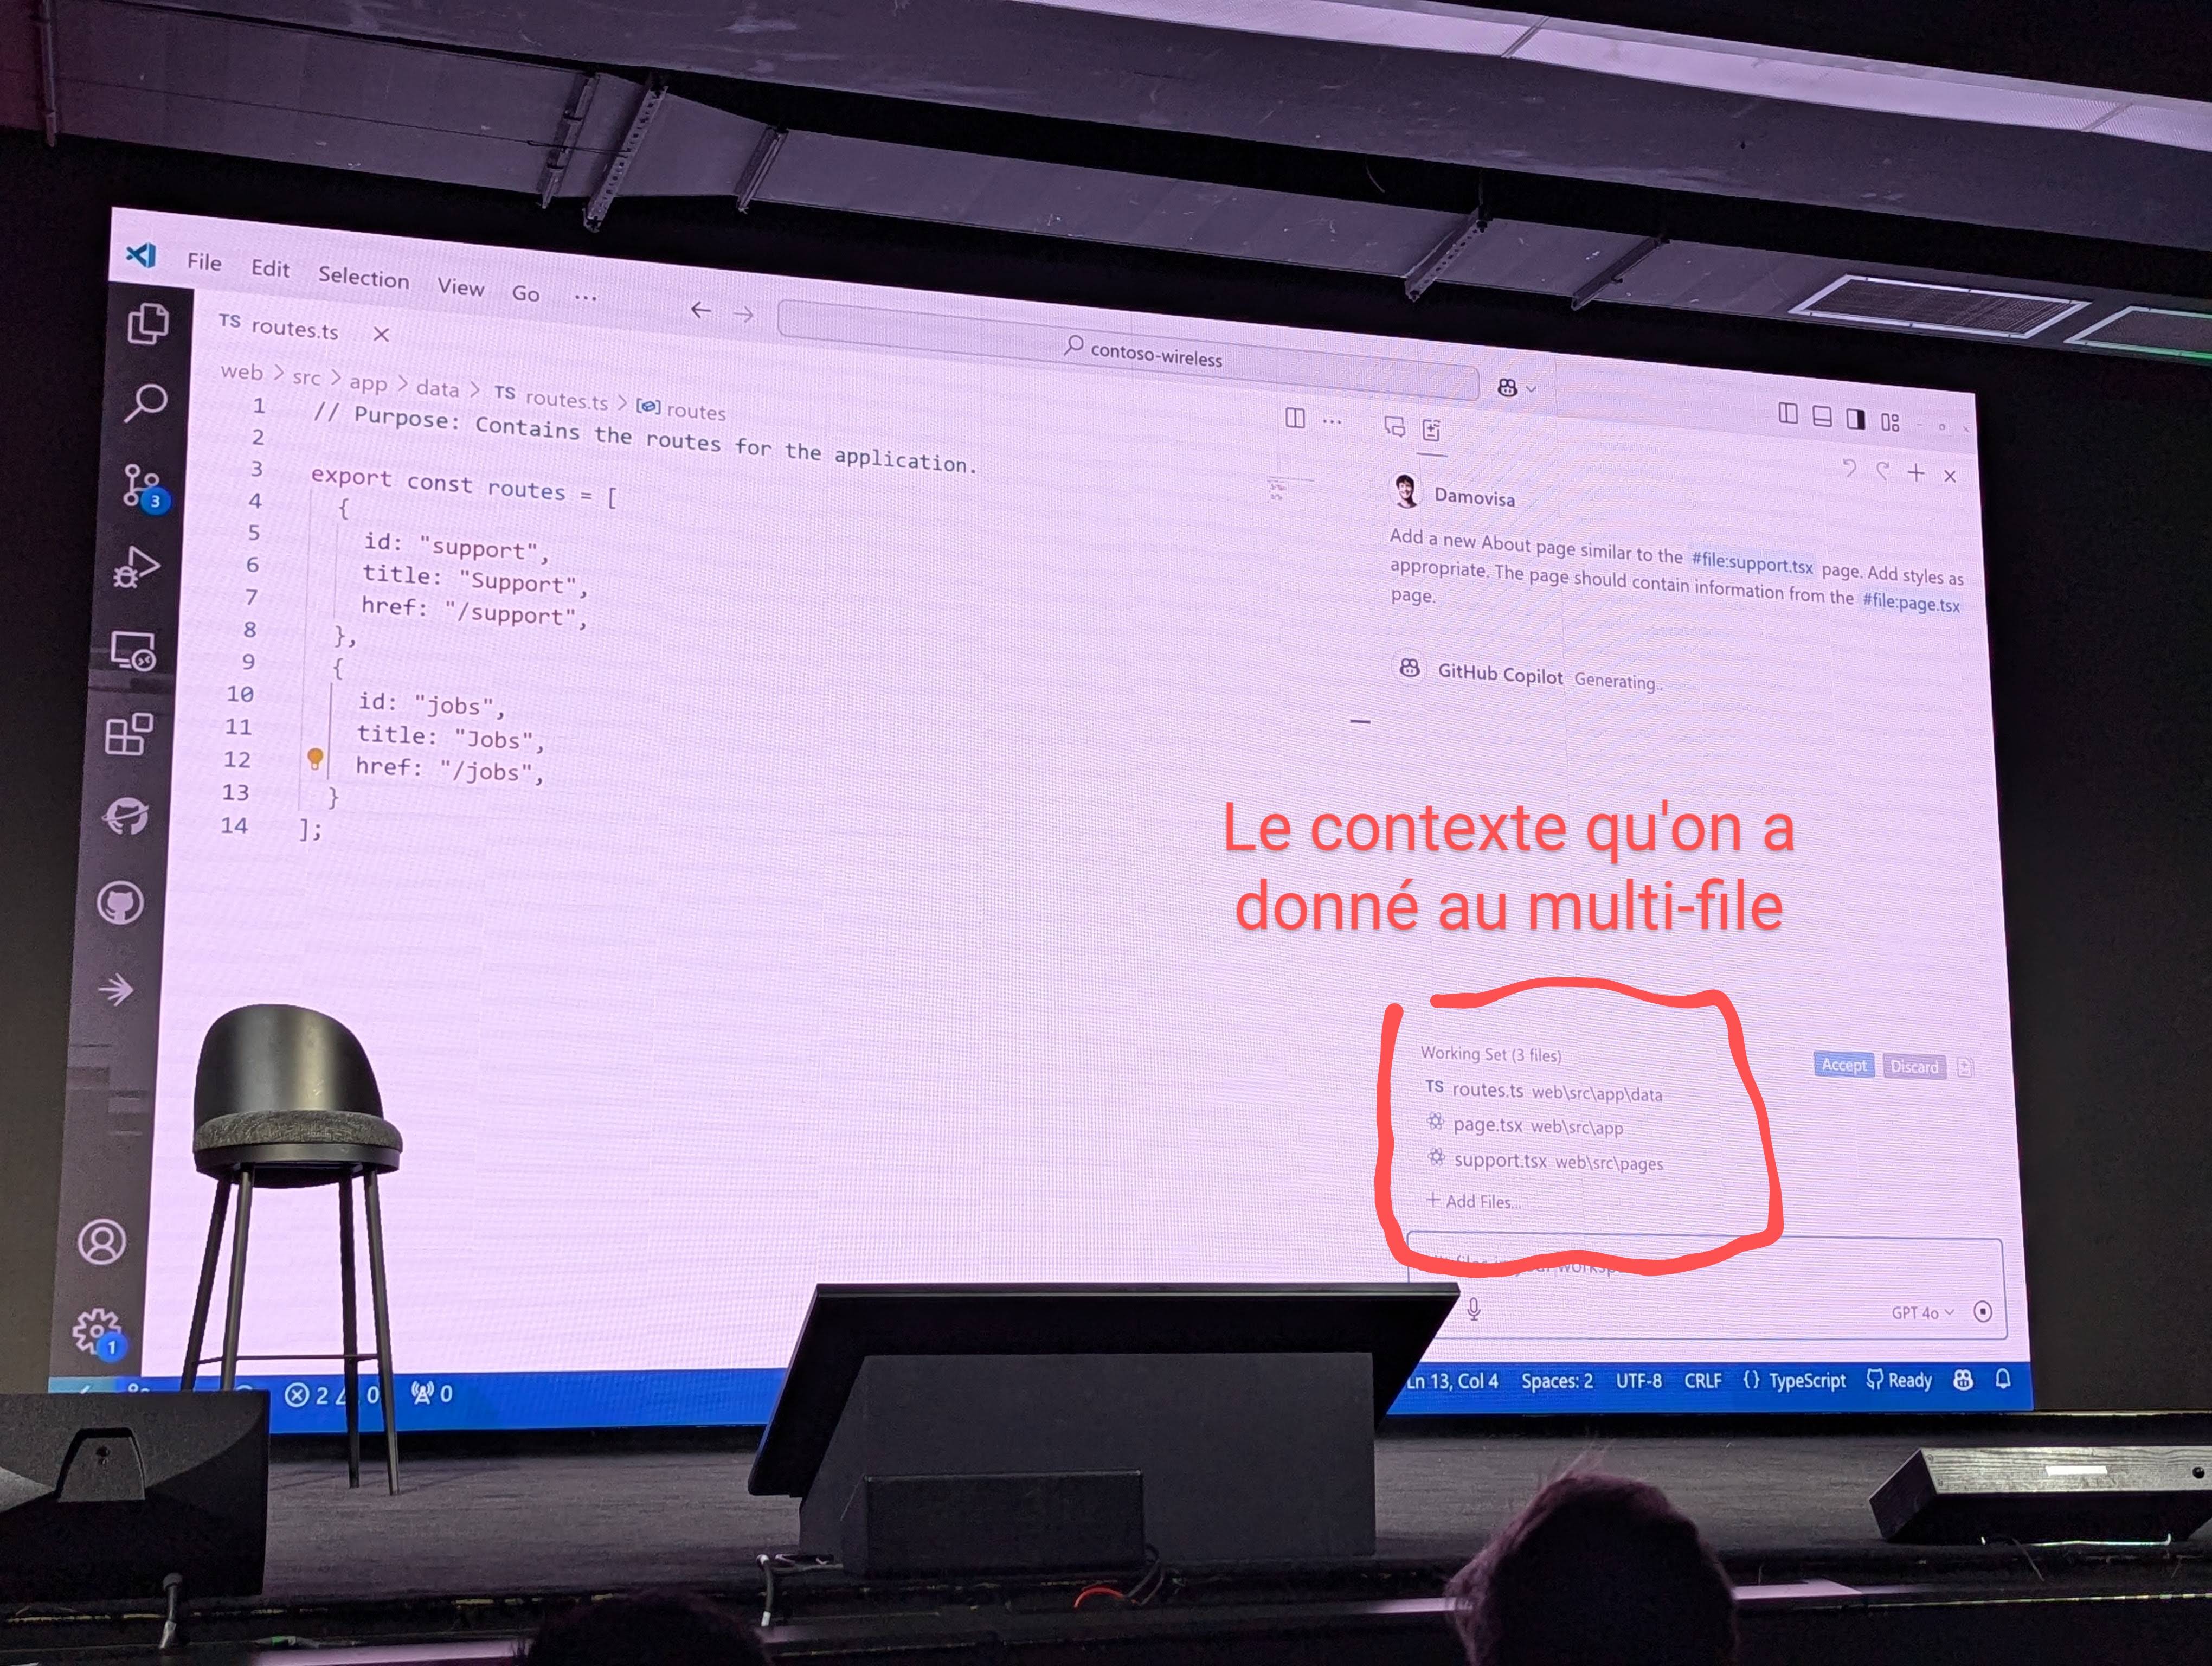 File Edit Selection View Go ...
contoso-wireless
TS routes.ts
web > src > app > data > TS routes.ts > routes
1 // Purpose: Contains the routes for the application.
2
3 export const routes = [
4 {
5 id: "support",
6 title: "Support",
7 href: "/support",
8 },
9 {
10 id: "jobs",
11 title: "Jobs",
12 href: "/jobs",
13 }
14 ];
3
1
Damovisa
Add a new About page similar to the #file:support.tsx page. Add styles as
appropriate. The page should contain information from the #file:page.tsx
page.
GitHub Copilot Generating..
Le contexte qu'on a
donné au multi-file
Working Set (3 files)
Accept Discard
TS routes.ts web\src\app\data
page.tsx web\src\app
support.tsx web\src\pages
+ Add Files...
GPT 4o
2 0 0
Ln 13, Col 4 Spaces: 2 UTF-8 CRLF {} TypeScript Ready